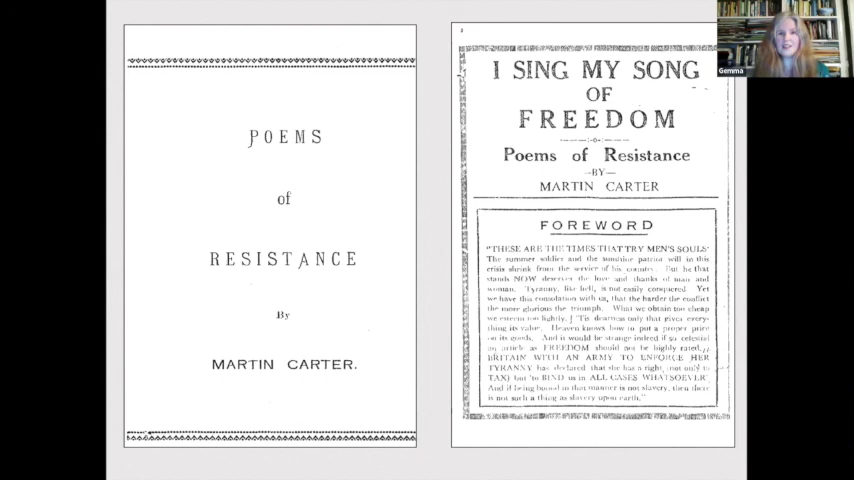 POEMS
of
RESISTANCE
By
MARTIN CARTER.
I SING MY SONG
OF
FREEDOM
Poems of Resistance
—BY—
MARTIN CARTER
FOREWORD
"THESE ARE THE TIMES THAT TRY MEN'S SOULS'
The summer soldier and the sunshine patriot will in this
crisis shrink from the service of his country. But he that
stands NOW deserves the love and thanks of man and
woman. Tyranny, like hell, is not easily conquered. Yet
we have this consolation with us, that the harder the conflict
the more glorious the triumph. What we obtain too cheap
we esteem too lightly. 'Tis dearness only that gives every-
thing its value. Heaven knows how to put a proper price
on its goods. And it would be strange indeed if so celestial
an article as FREEDOM should not be highly rated,
BRITAIN WITH AN ARMY TO ENFORCE HER
TYRANNY has declared that she has a right (not only to
TAX) but 'to BIND us in ALL CASES WHATSOEVER'
And if being bound in that manner is not slavery, then there
is not such a thing as slavery upon earth."
Gemma